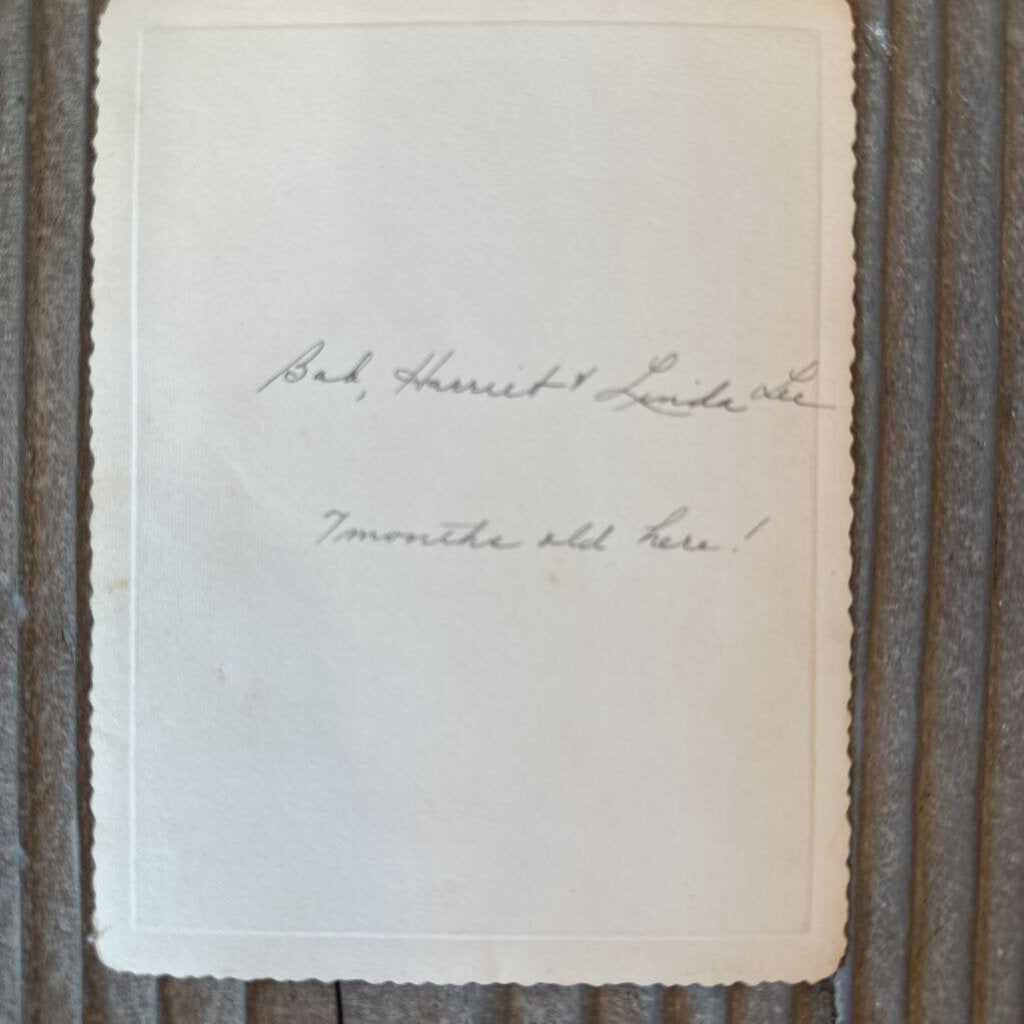 Bob, Harriet & Linda Lee
7 months old here!